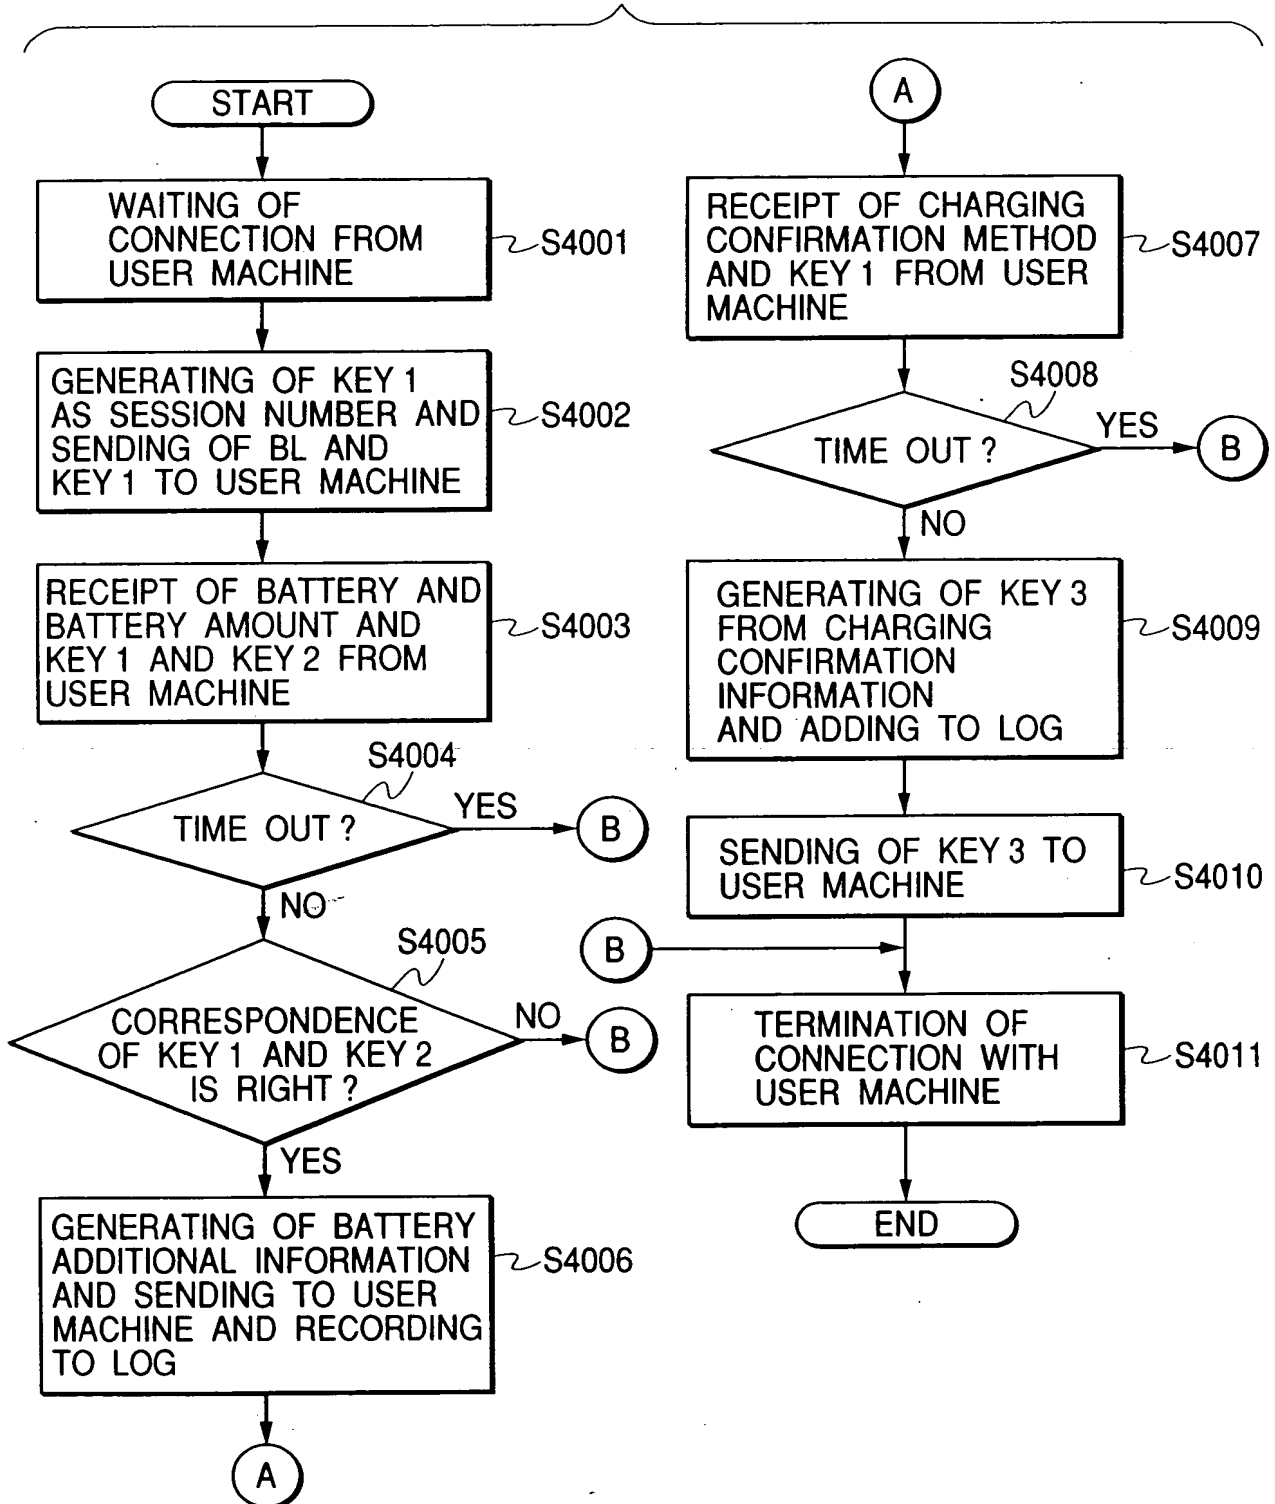 START
WAITING OF
CONNECTION FROM
USER MACHINE
S4001
GENERATING OF KEY 1
AS SESSION NUMBER AND
SENDING OF BL AND
KEY 1 TO USER MACHINE
S4002
RECEIPT OF BATTERY AND
BATTERY AMOUNT AND
KEY 1 AND KEY 2 FROM
USER MACHINE
S4003
S4004
TIME OUT ?
YES
B
NO
S4005
CORRESPONDENCE
OF KEY 1 AND KEY 2
IS RIGHT ?
NO
B
YES
GENERATING OF BATTERY
ADDITIONAL INFORMATION
AND SENDING TO USER
MACHINE AND RECORDING
TO LOG
S4006
A
A
RECEIPT OF CHARGING
CONFIRMATION METHOD
AND KEY 1 FROM USER
MACHINE
S4007
S4008
TIME OUT ?
YES
B
NO
GENERATING OF KEY 3
FROM CHARGING
CONFIRMATION
INFORMATION
AND ADDING TO LOG
S4009
SENDING OF KEY 3 TO
USER MACHINE
S4010
B
TERMINATION OF
CONNECTION WITH
USER MACHINE
S4011
END